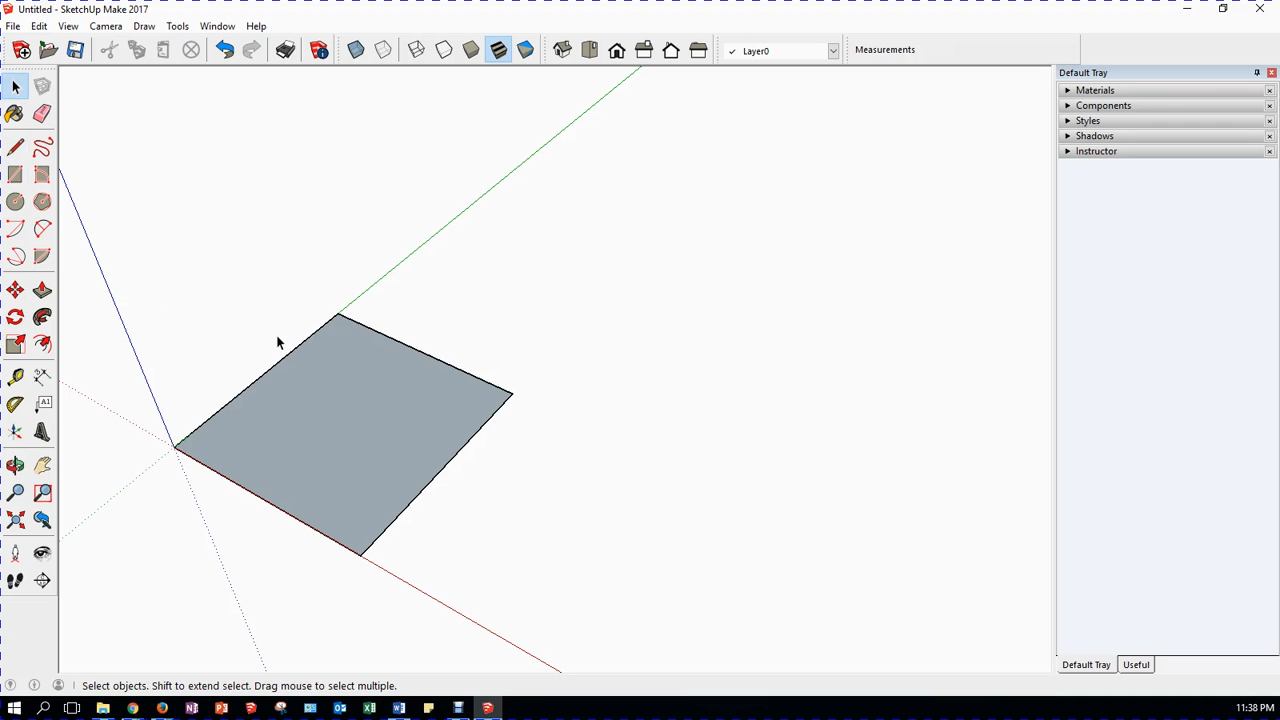 Untitled - SketchUp Make 2017
File Edit View Camera Draw Tools Window Help
Layer0
Measurements
Default Tray
Materials
Components
Styles
Shadows
Instructor
A1
Default Tray Useful
Select objects. Shift to extend select. Drag mouse to select multiple.
11:38 PM